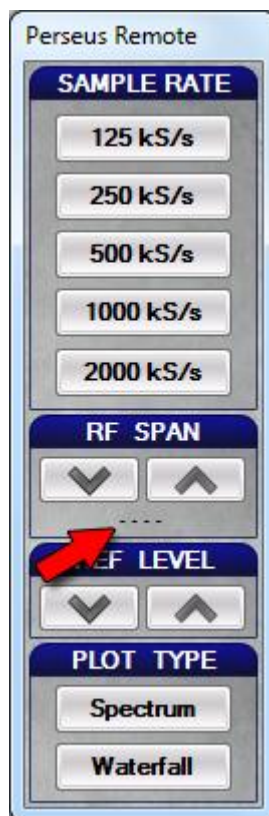 Perseus Remote
SAMPLE RATE
125 kS/s
250 kS/s
500 kS/s
1000 kS/s
2000 kS/s
RF SPAN
----
REF LEVEL
PLOT TYPE
Spectrum
Waterfall